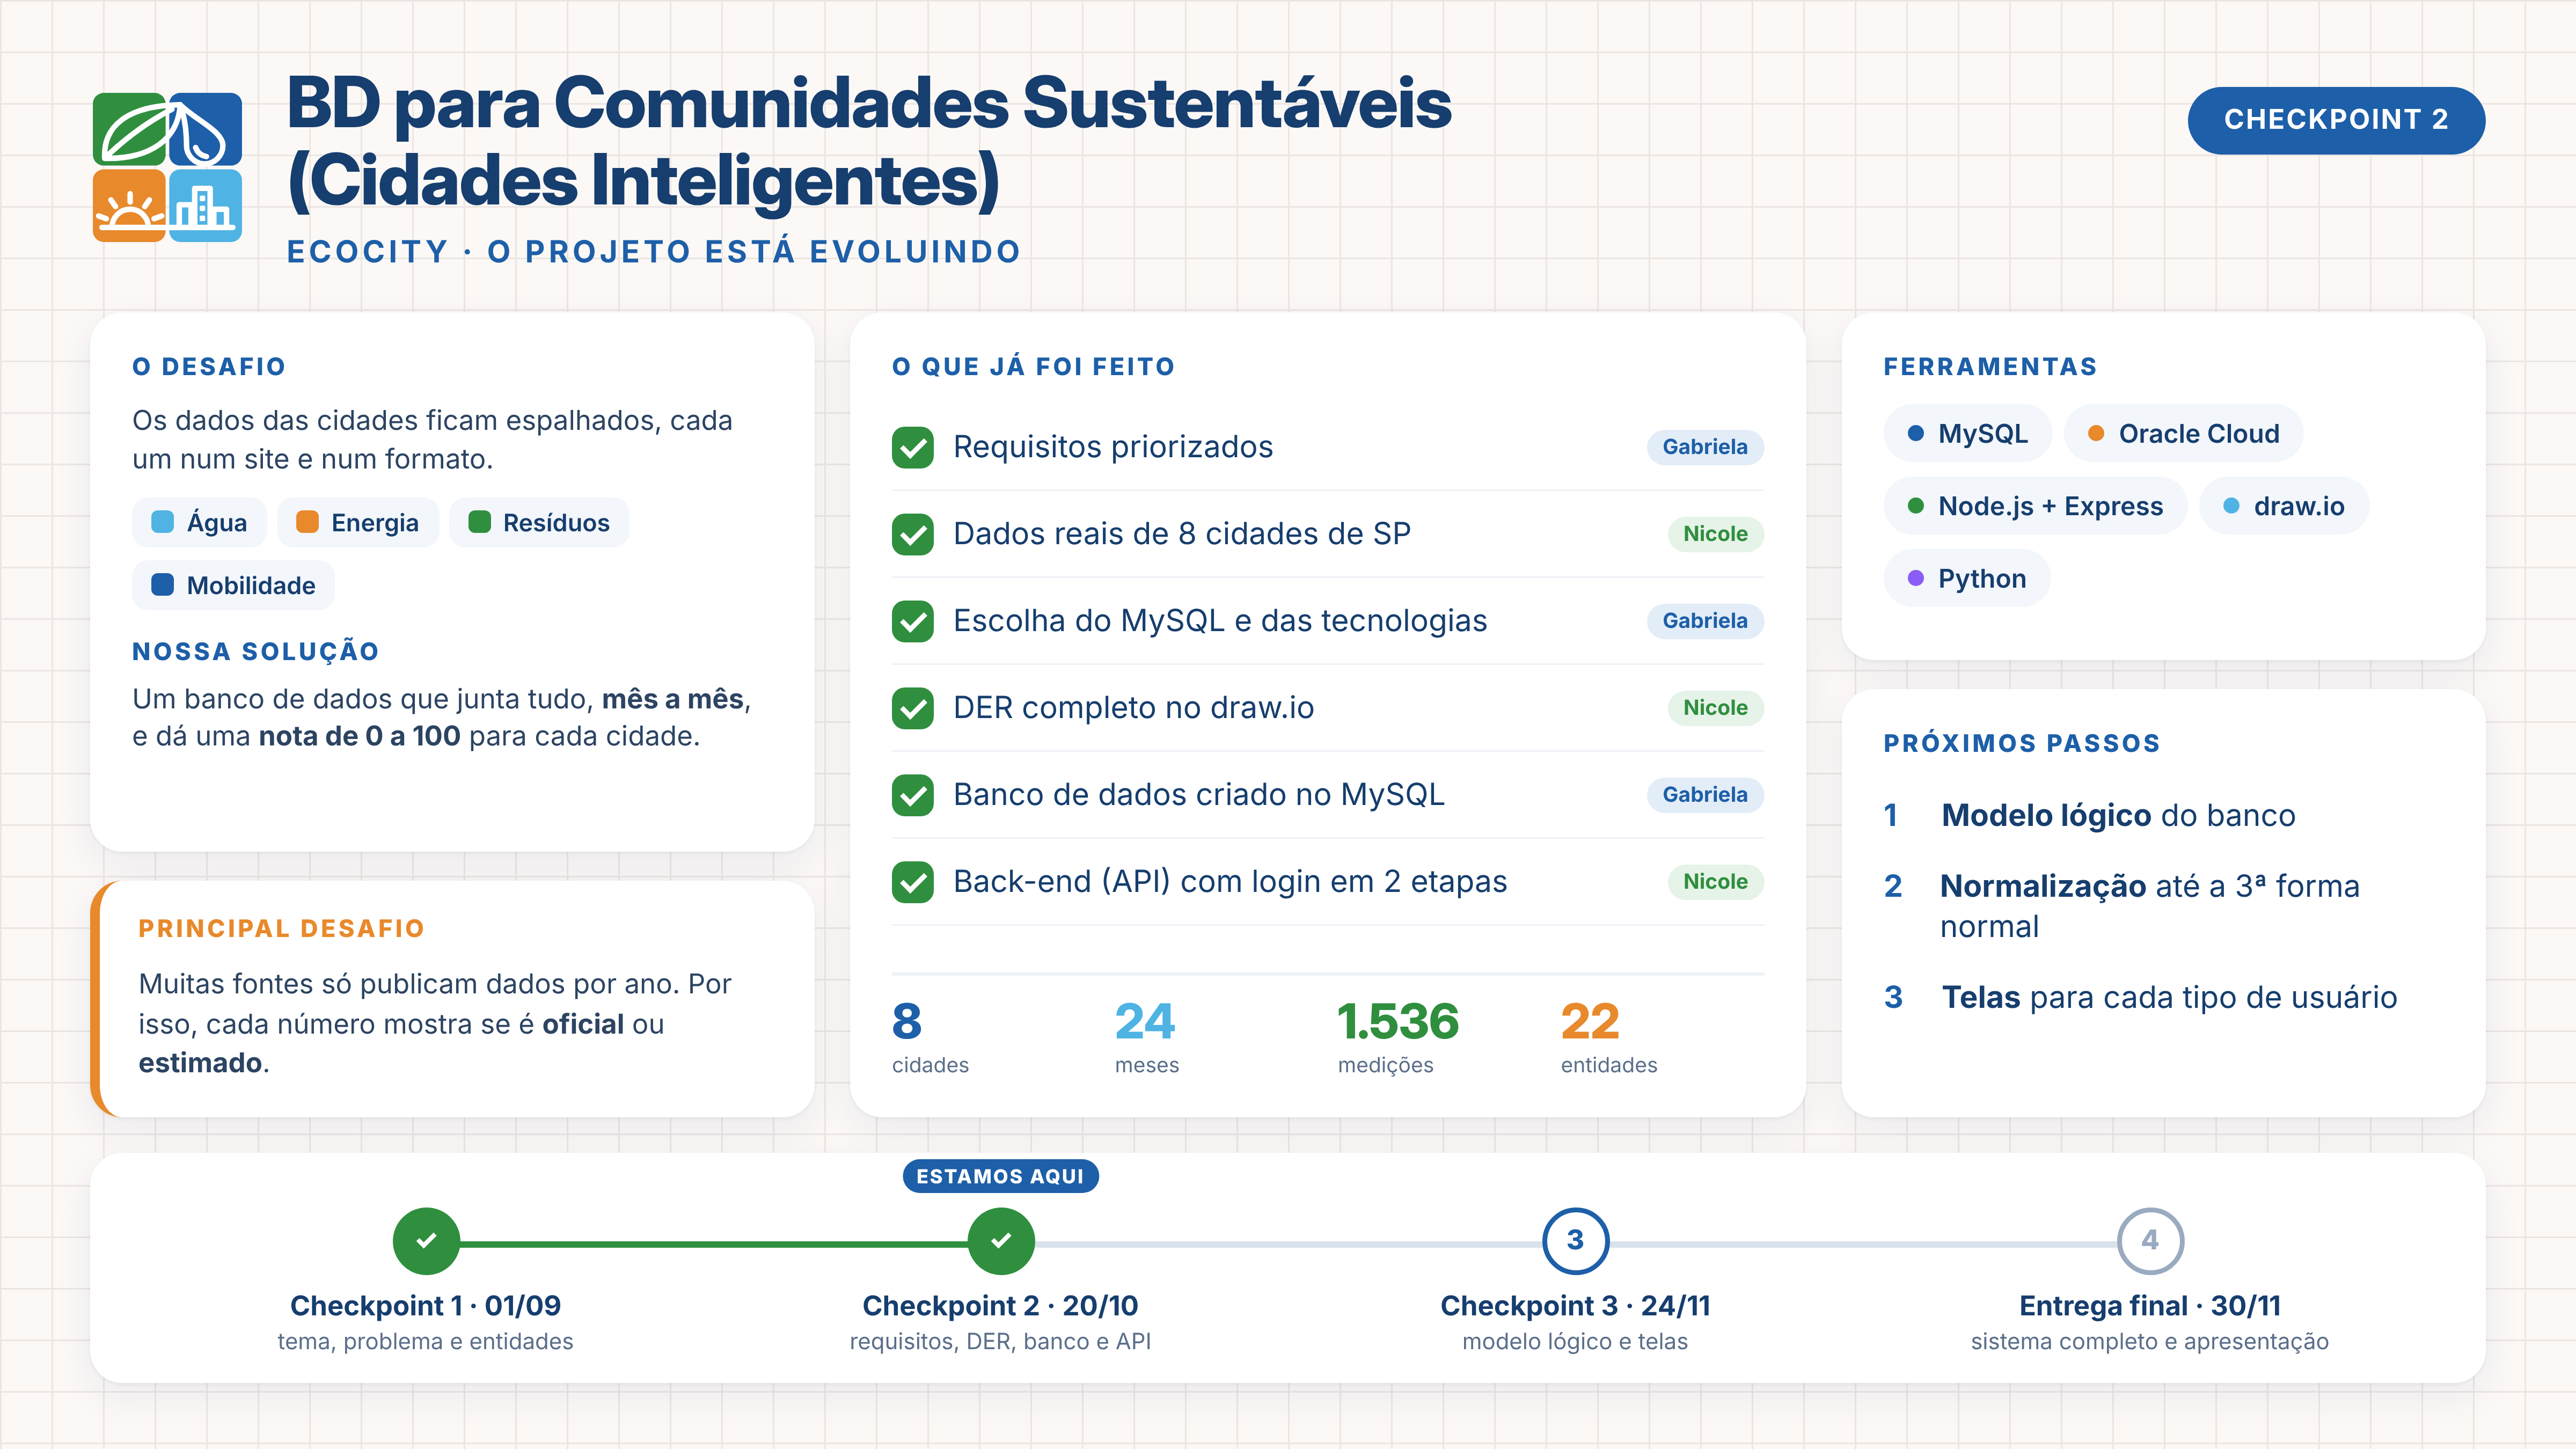 BD para Comunidades Sustentáveis
(Cidades Inteligentes)
ECOCITY · O PROJETO ESTÁ EVOLUINDO
CHECKPOINT 2
O DESAFIO
Os dados das cidades ficam espalhados, cada
um num site e num formato.
Água
Energia
Resíduos
Mobilidade
NOSSA SOLUÇÃO
Um banco de dados que junta tudo, mês a mês,
e dá uma nota de 0 a 100 para cada cidade.
PRINCIPAL DESAFIO
Muitas fontes só publicam dados por ano. Por
isso, cada número mostra se é oficial ou
estimado.
O QUE JÁ FOI FEITO
Requisitos priorizados Gabriela
Dados reais de 8 cidades de SP Nicole
Escolha do MySQL e das tecnologias Gabriela
DER completo no draw.io Nicole
Banco de dados criado no MySQL Gabriela
Back-end (API) com login em 2 etapas Nicole
8
cidades
24
meses
1.536
medições
22
entidades
FERRAMENTAS
MySQL
Oracle Cloud
Node.js + Express
draw.io
Python
PRÓXIMOS PASSOS
1 Modelo lógico do banco
2 Normalização até a 3ª forma
normal
3 Telas para cada tipo de usuário
ESTAMOS AQUI
Checkpoint 1 · 01/09
tema, problema e entidades
Checkpoint 2 · 20/10
requisitos, DER, banco e API
3
Checkpoint 3 · 24/11
modelo lógico e telas
4
Entrega final · 30/11
sistema completo e apresentação